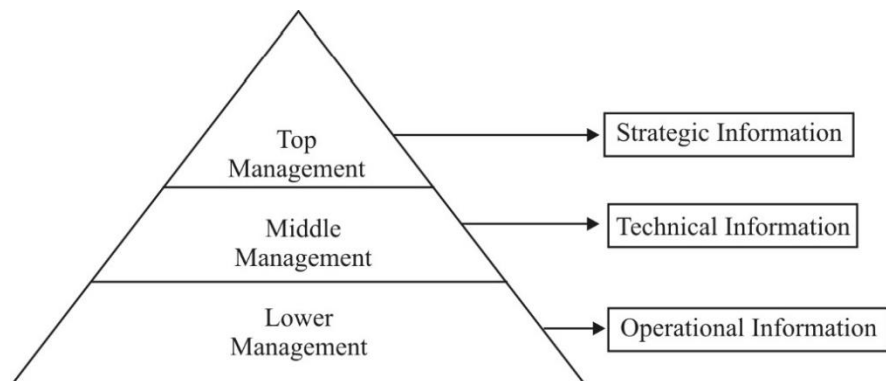 Top
Management
Strategic Information
Middle
Management
Technical Information
Lower
Management
Operational Information